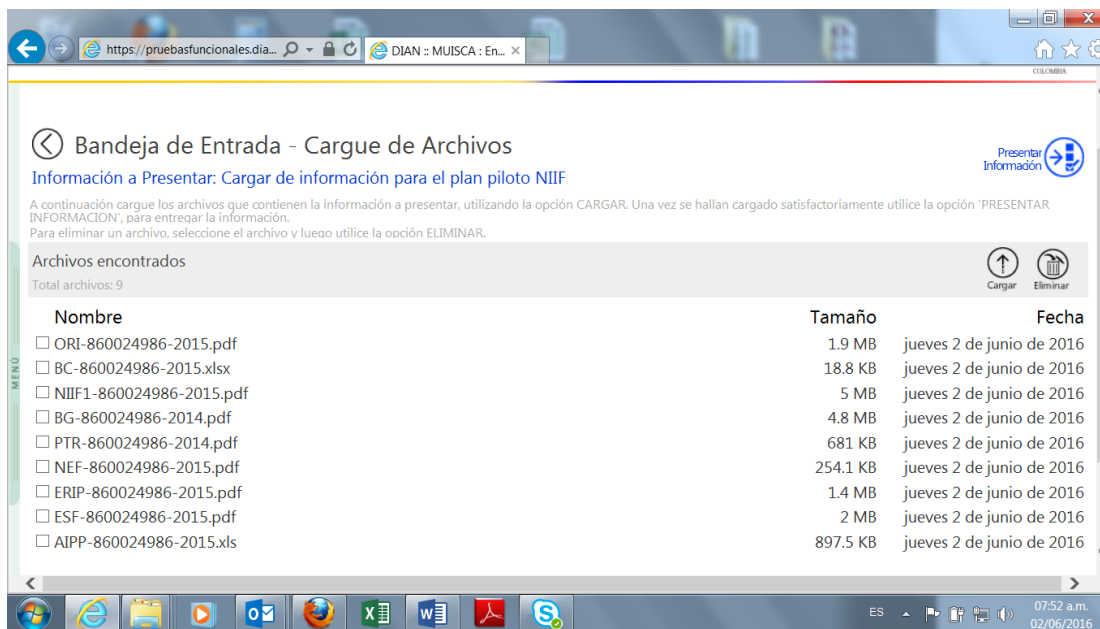 https://pruebasfuncionales.dia...
DIAN :: MUISCA : En...
COLOMBIA
Bandeja de Entrada - Cargue de Archivos
Presentar
Información
Información a Presentar: Cargar de información para el plan piloto NIIF
A continuación cargue los archivos que contienen la información a presentar, utilizando la opción CARGAR. Una vez se hallan cargado satisfactoriamente utilice la opción 'PRESENTAR
INFORMACION', para entregar la información.
Para eliminar un archivo, seleccione el archivo y luego utilice la opción ELIMINAR.
Archivos encontrados
Total archivos: 9
Cargar Eliminar
MENÚ
Nombre Tamaño Fecha
ORI-860024986-2015.pdf 1.9 MB jueves 2 de junio de 2016
BC-860024986-2015.xlsx 18.8 KB jueves 2 de junio de 2016
NIIF1-860024986-2015.pdf 5 MB jueves 2 de junio de 2016
BG-860024986-2014.pdf 4.8 MB jueves 2 de junio de 2016
PTR-860024986-2014.pdf 681 KB jueves 2 de junio de 2016
NEF-860024986-2015.pdf 254.1 KB jueves 2 de junio de 2016
ERIP-860024986-2015.pdf 1.4 MB jueves 2 de junio de 2016
ESF-860024986-2015.pdf 2 MB jueves 2 de junio de 2016
AIPP-860024986-2015.xls 897.5 KB jueves 2 de junio de 2016
ES
07:52 a.m.
02/06/2016